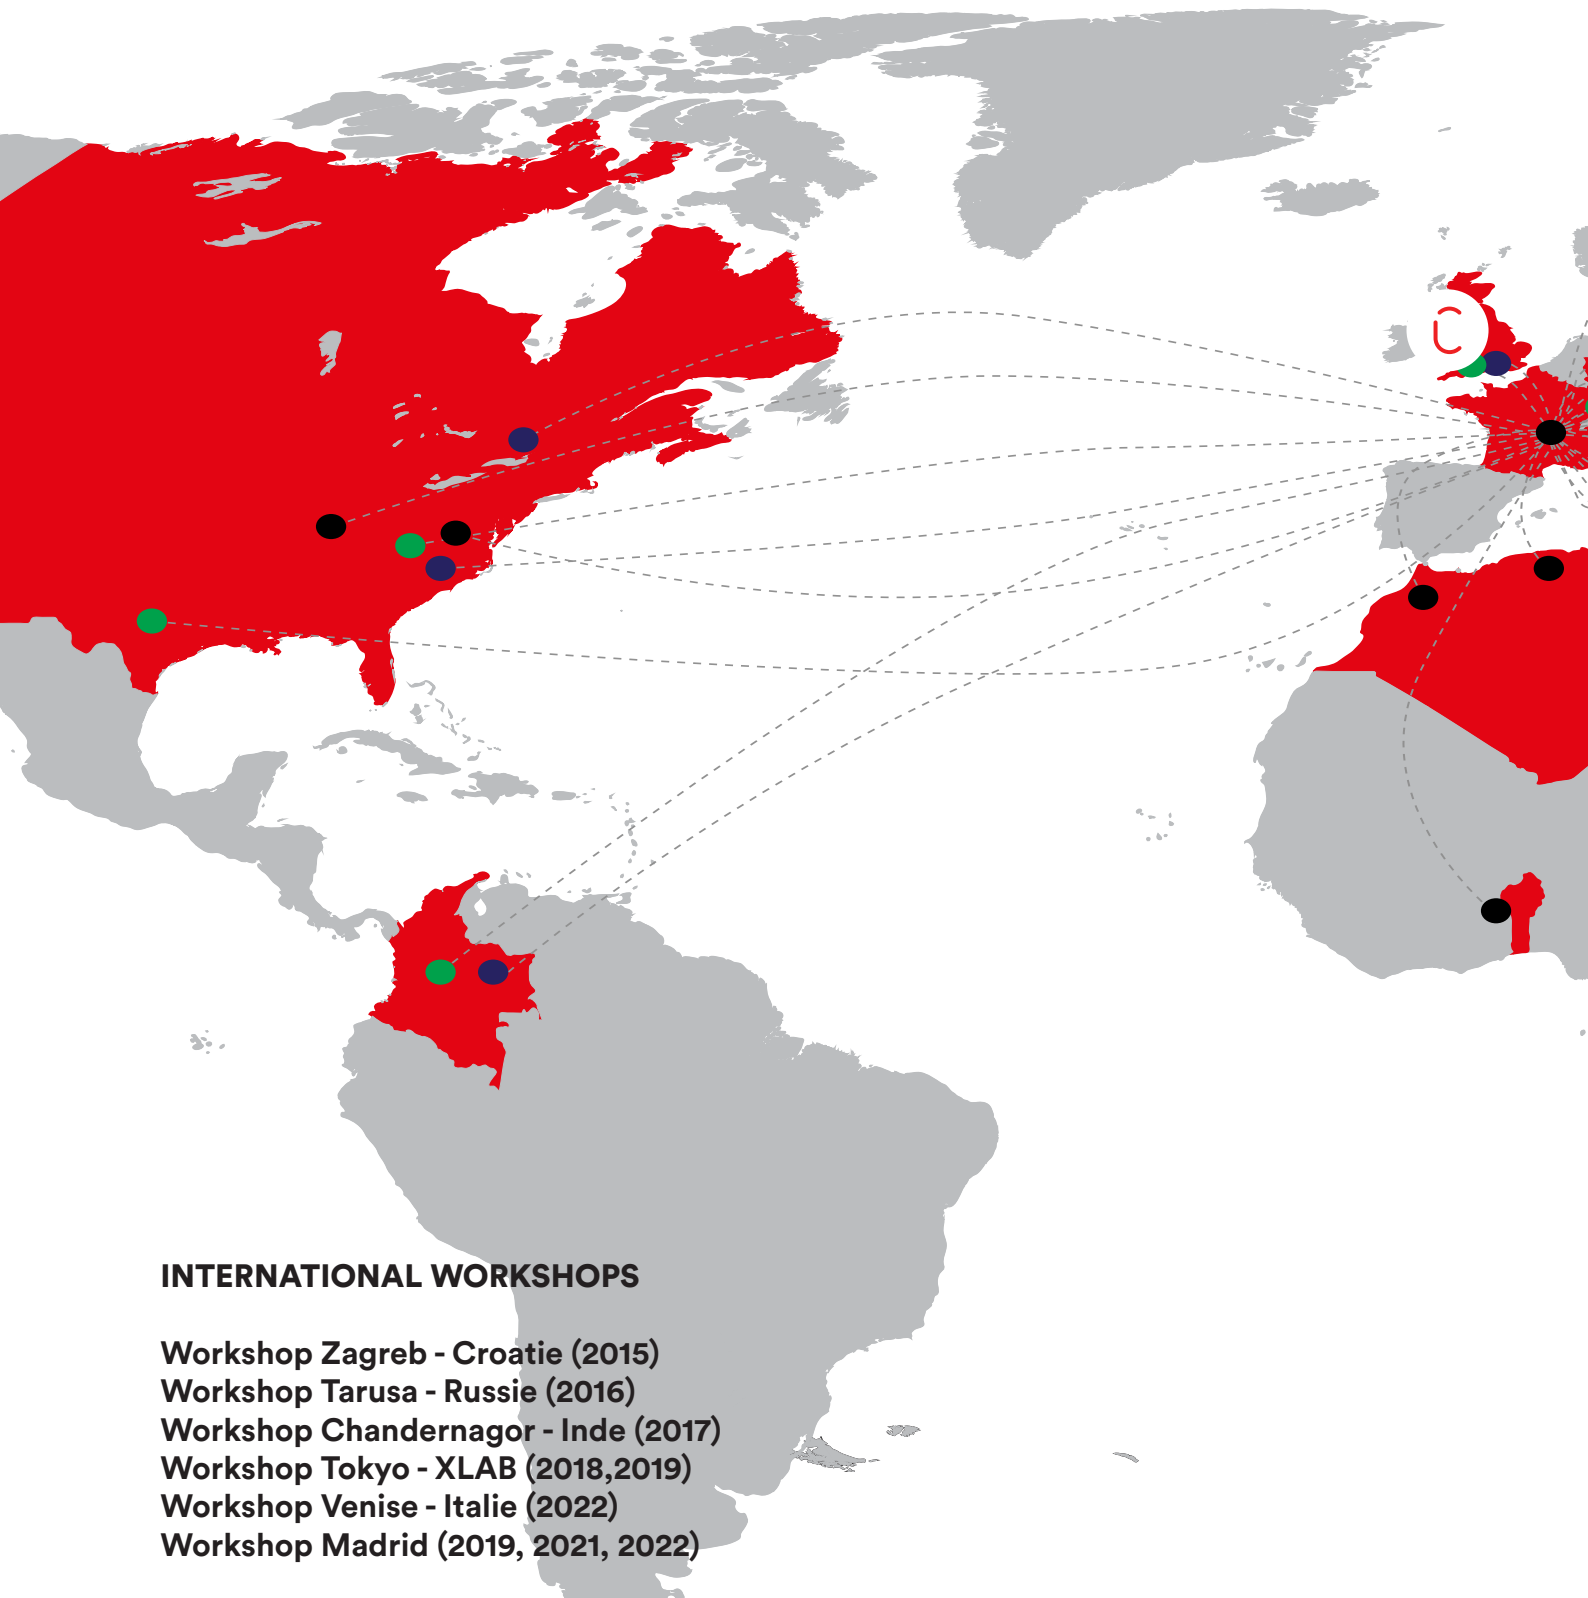 INTERNATIONAL WORKSHOPS
Workshop Zagreb - Croatie (2015)
Workshop Tarusa - Russie (2016)
Workshop Chandernagor - Inde (2017)
Workshop Tokyo - XLAB (2018,2019)
Workshop Venise - Italie (2022)
Workshop Madrid (2019, 2021, 2022)